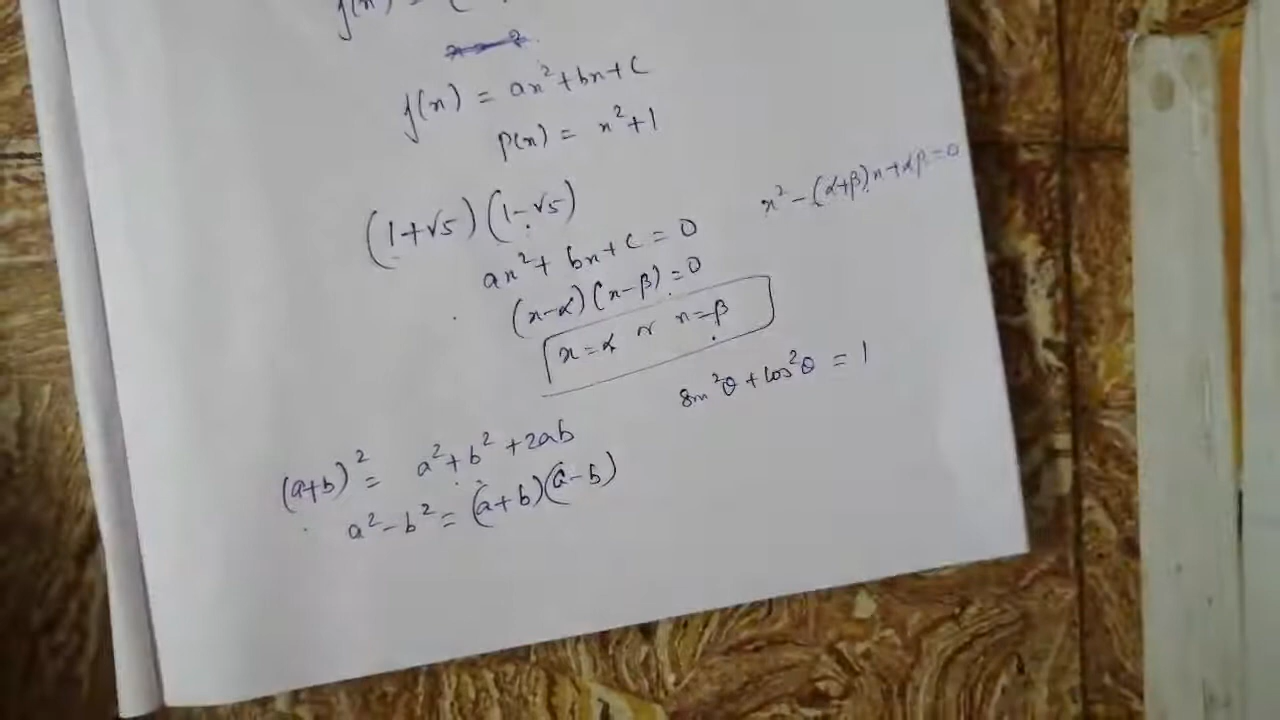 f(x) =
f(x) = ax²+bx+c
p(x) = x²+1
x²-(α+β)x+αβ=0
(1+√5)(1-√5)
ax²+bx+c=0
(x-α)(x-β)=0
x=α or x=β
sin²θ+cos²θ=1
(a+b)²= a²+b²+2ab
a²-b²=(a+b)(a-b)